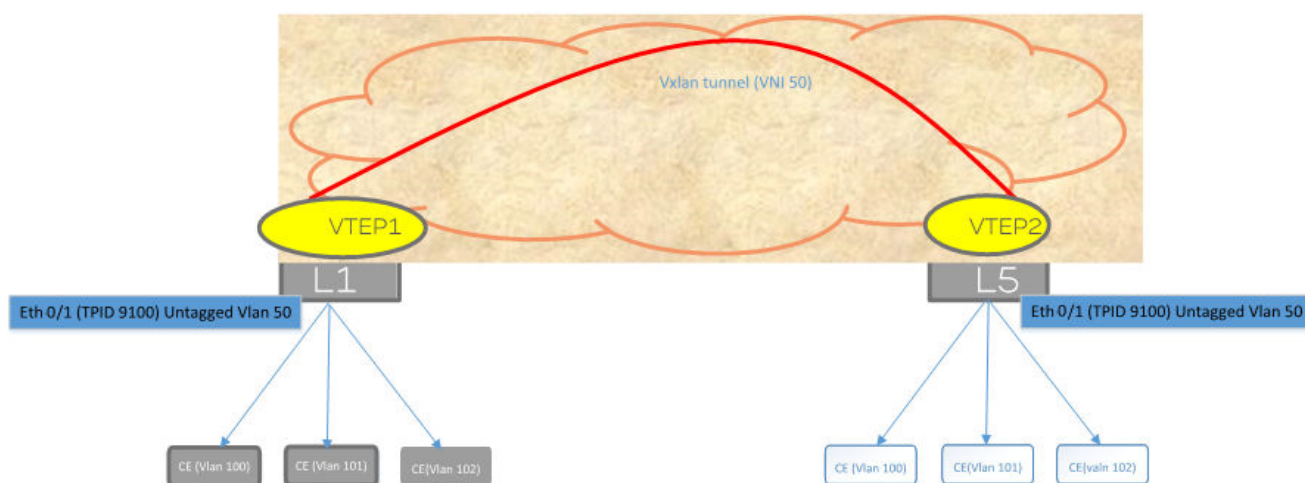 Vxlan tunnel (VNI 50)
VTEP1
VTEP2
L1
L5
Eth 0/1 (TPID 9100) Untagged Vlan 50
Eth 0/1 (TPID 9100) Untagged Vlan 50
CE (Vlan 100)
CE (Vlan 101)
CE(Vlan 102)
CE (Vlan 100)
CE(Vlan 101)
CE(valn 102)